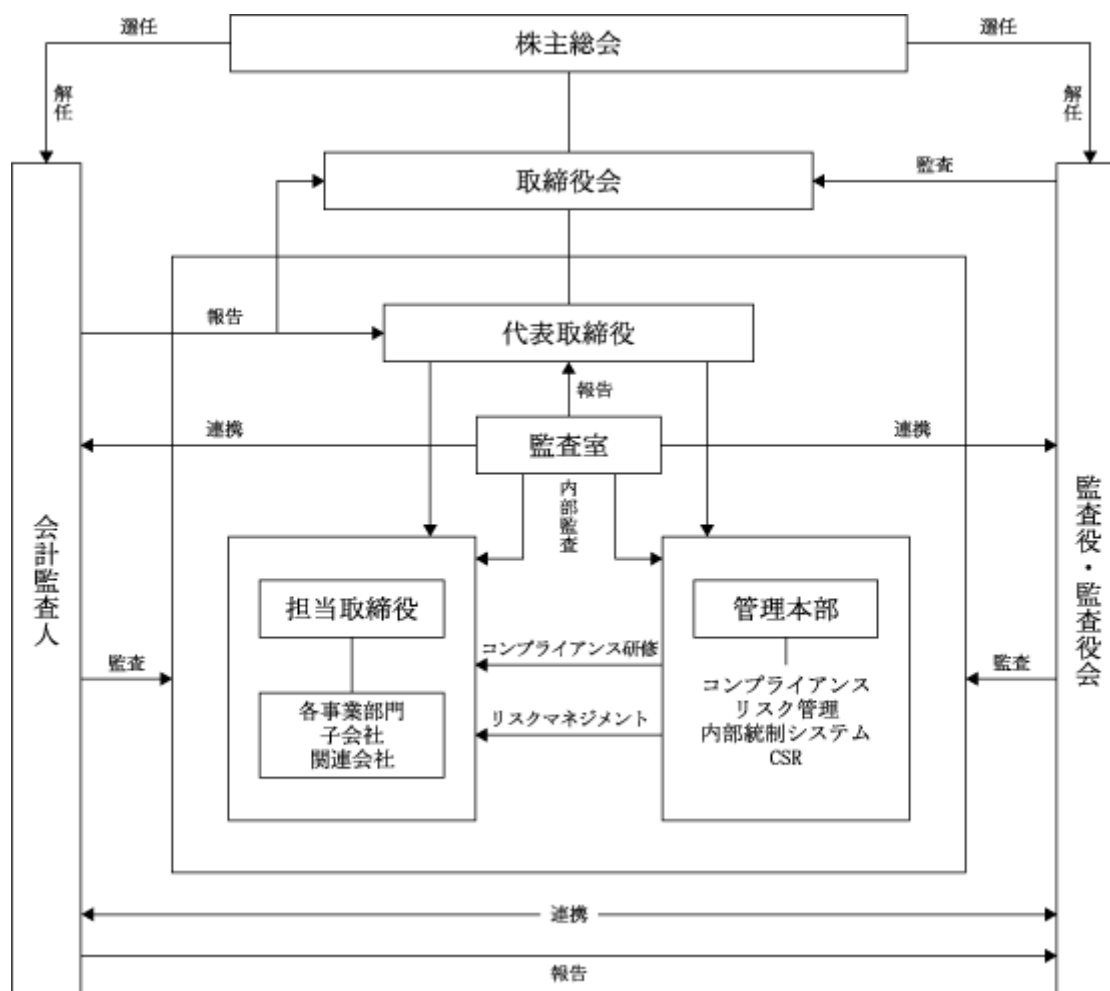 選任
株主総会
選任
解任
解任
取締役会
監査
報告
代表取締役
報告
連携
監査室
連携
内部監査
会計監査人
監査役・監査役会
担当取締役
管理本部
コンプライアンス研修
監査
監査
各事業部門
子会社
関連会社
リスクマネジメント
コンプライアンス
リスク管理
内部統制システム
CSR
連携
報告